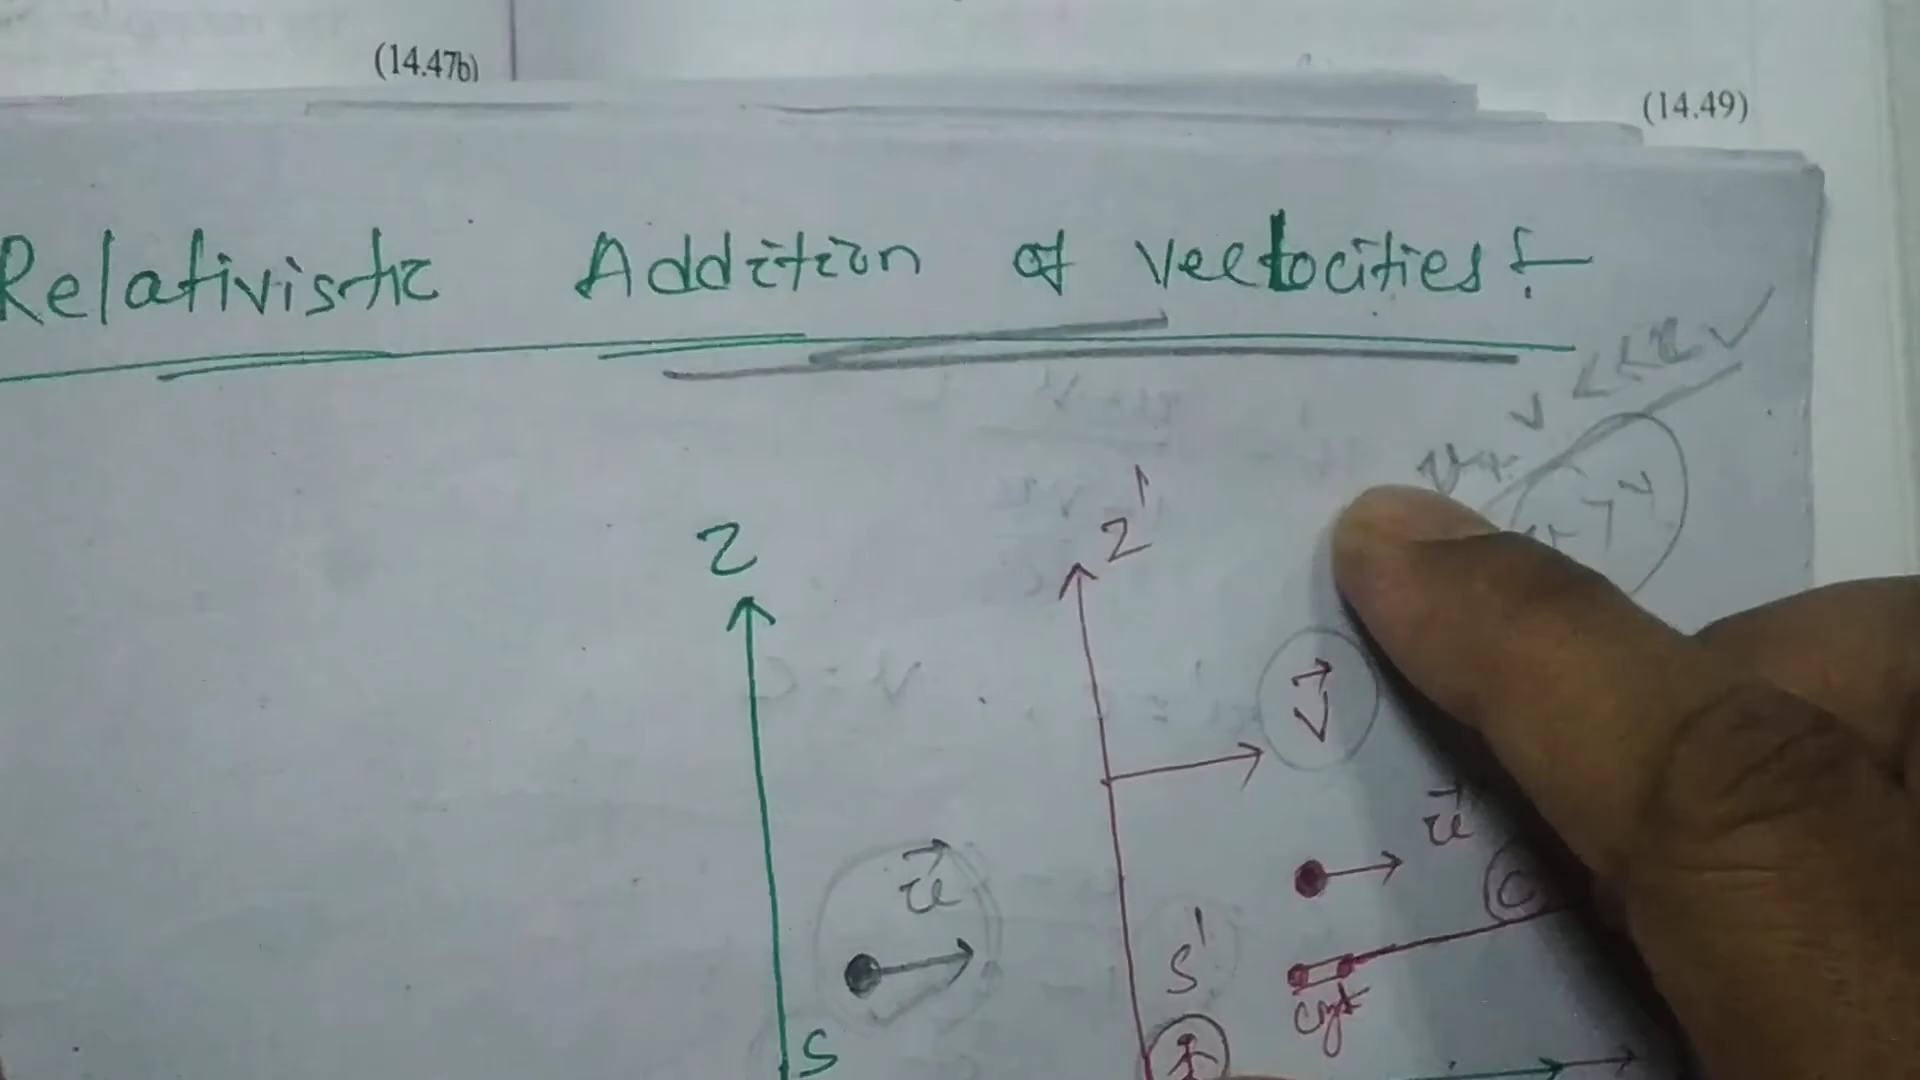 (14.47b)
(14.49)
Relativistic Addition of Velocities:-
Z
Z'
V
u
u
C
S'
S